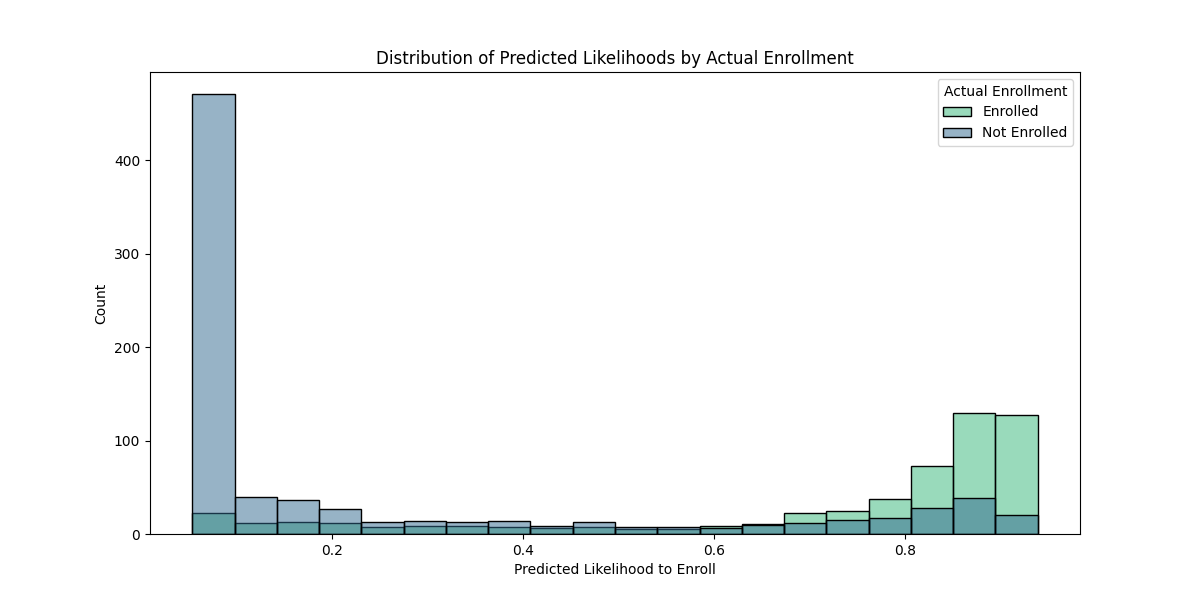 Distribution of Predicted Likelihoods by Actual Enrollment
Actual Enrollment
Enrolled
Not Enrolled
Count
400
300
200
100
0
0.2 0.4 0.6 0.8
Predicted Likelihood to Enroll